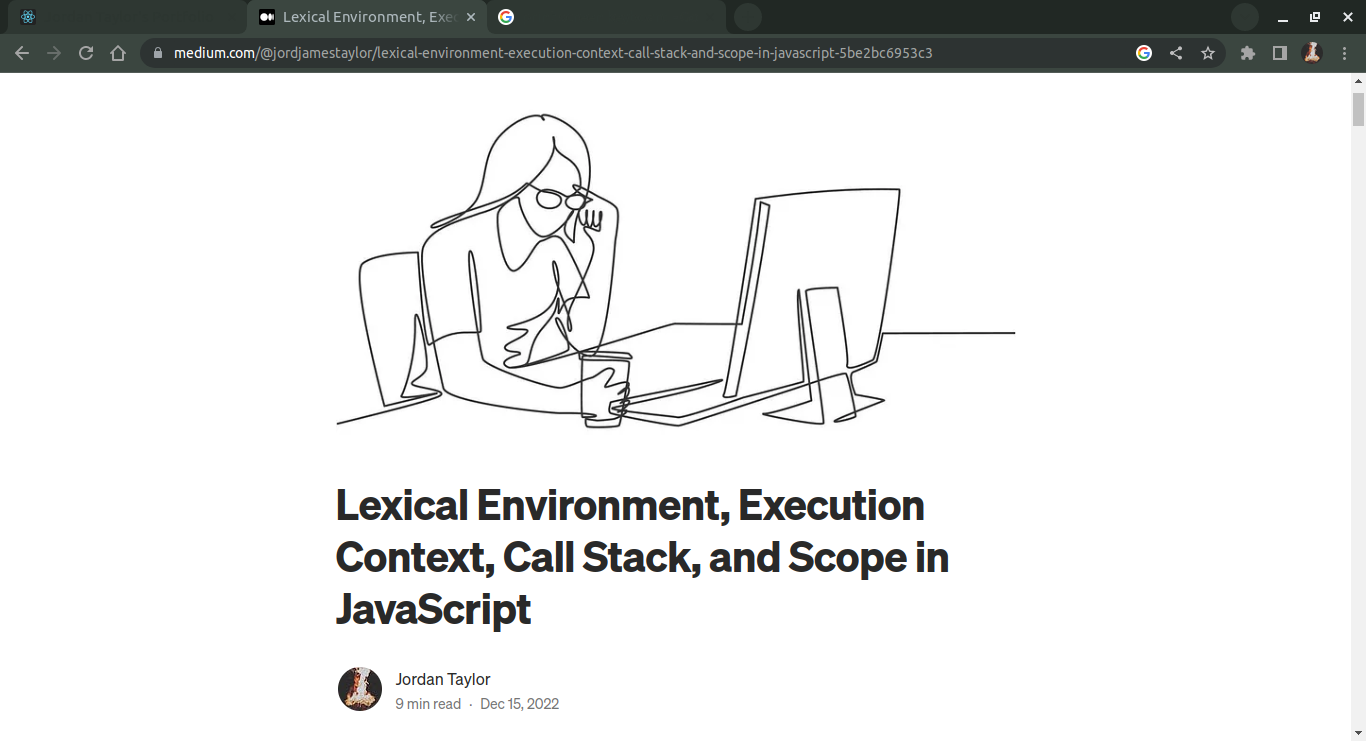 Lexical Environment, Exec
medium.com/@jordjamestaylor/lexical-environment-execution-context-call-stack-and-scope-in-javascript-5be2bc6953c3
Lexical Environment, Execution
Context, Call Stack, and Scope in
JavaScript
Jordan Taylor
9 min read · Dec 15, 2022